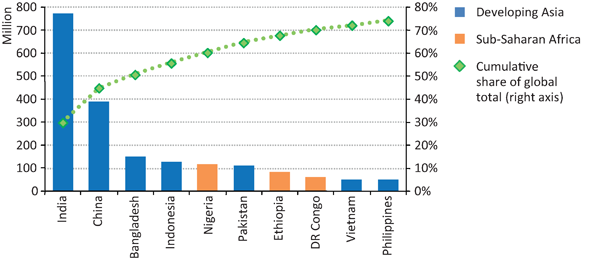 Million
800
700
600
500
400
300
200
100
0
80%
70%
60%
50%
40%
30%
20%
10%
0%
India
China
Bangladesh
Indonesia
Nigeria
Pakistan
Ethiopia
DR Congo
Vietnam
Philippines
Developing Asia
Sub-Saharan Africa
Cumulative
share of global
total (right axis)